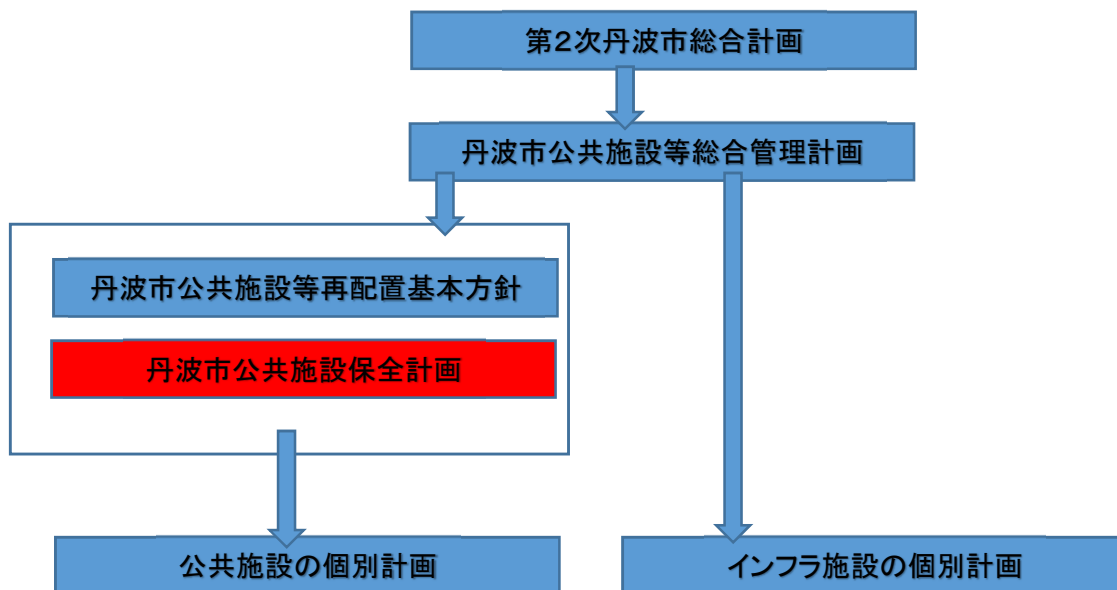 第2次丹波市総合計画
丹波市公共施設等総合管理計画
丹波市公共施設等再配置基本方針
丹波市公共施設保全計画
公共施設の個別計画
インフラ施設の個別計画